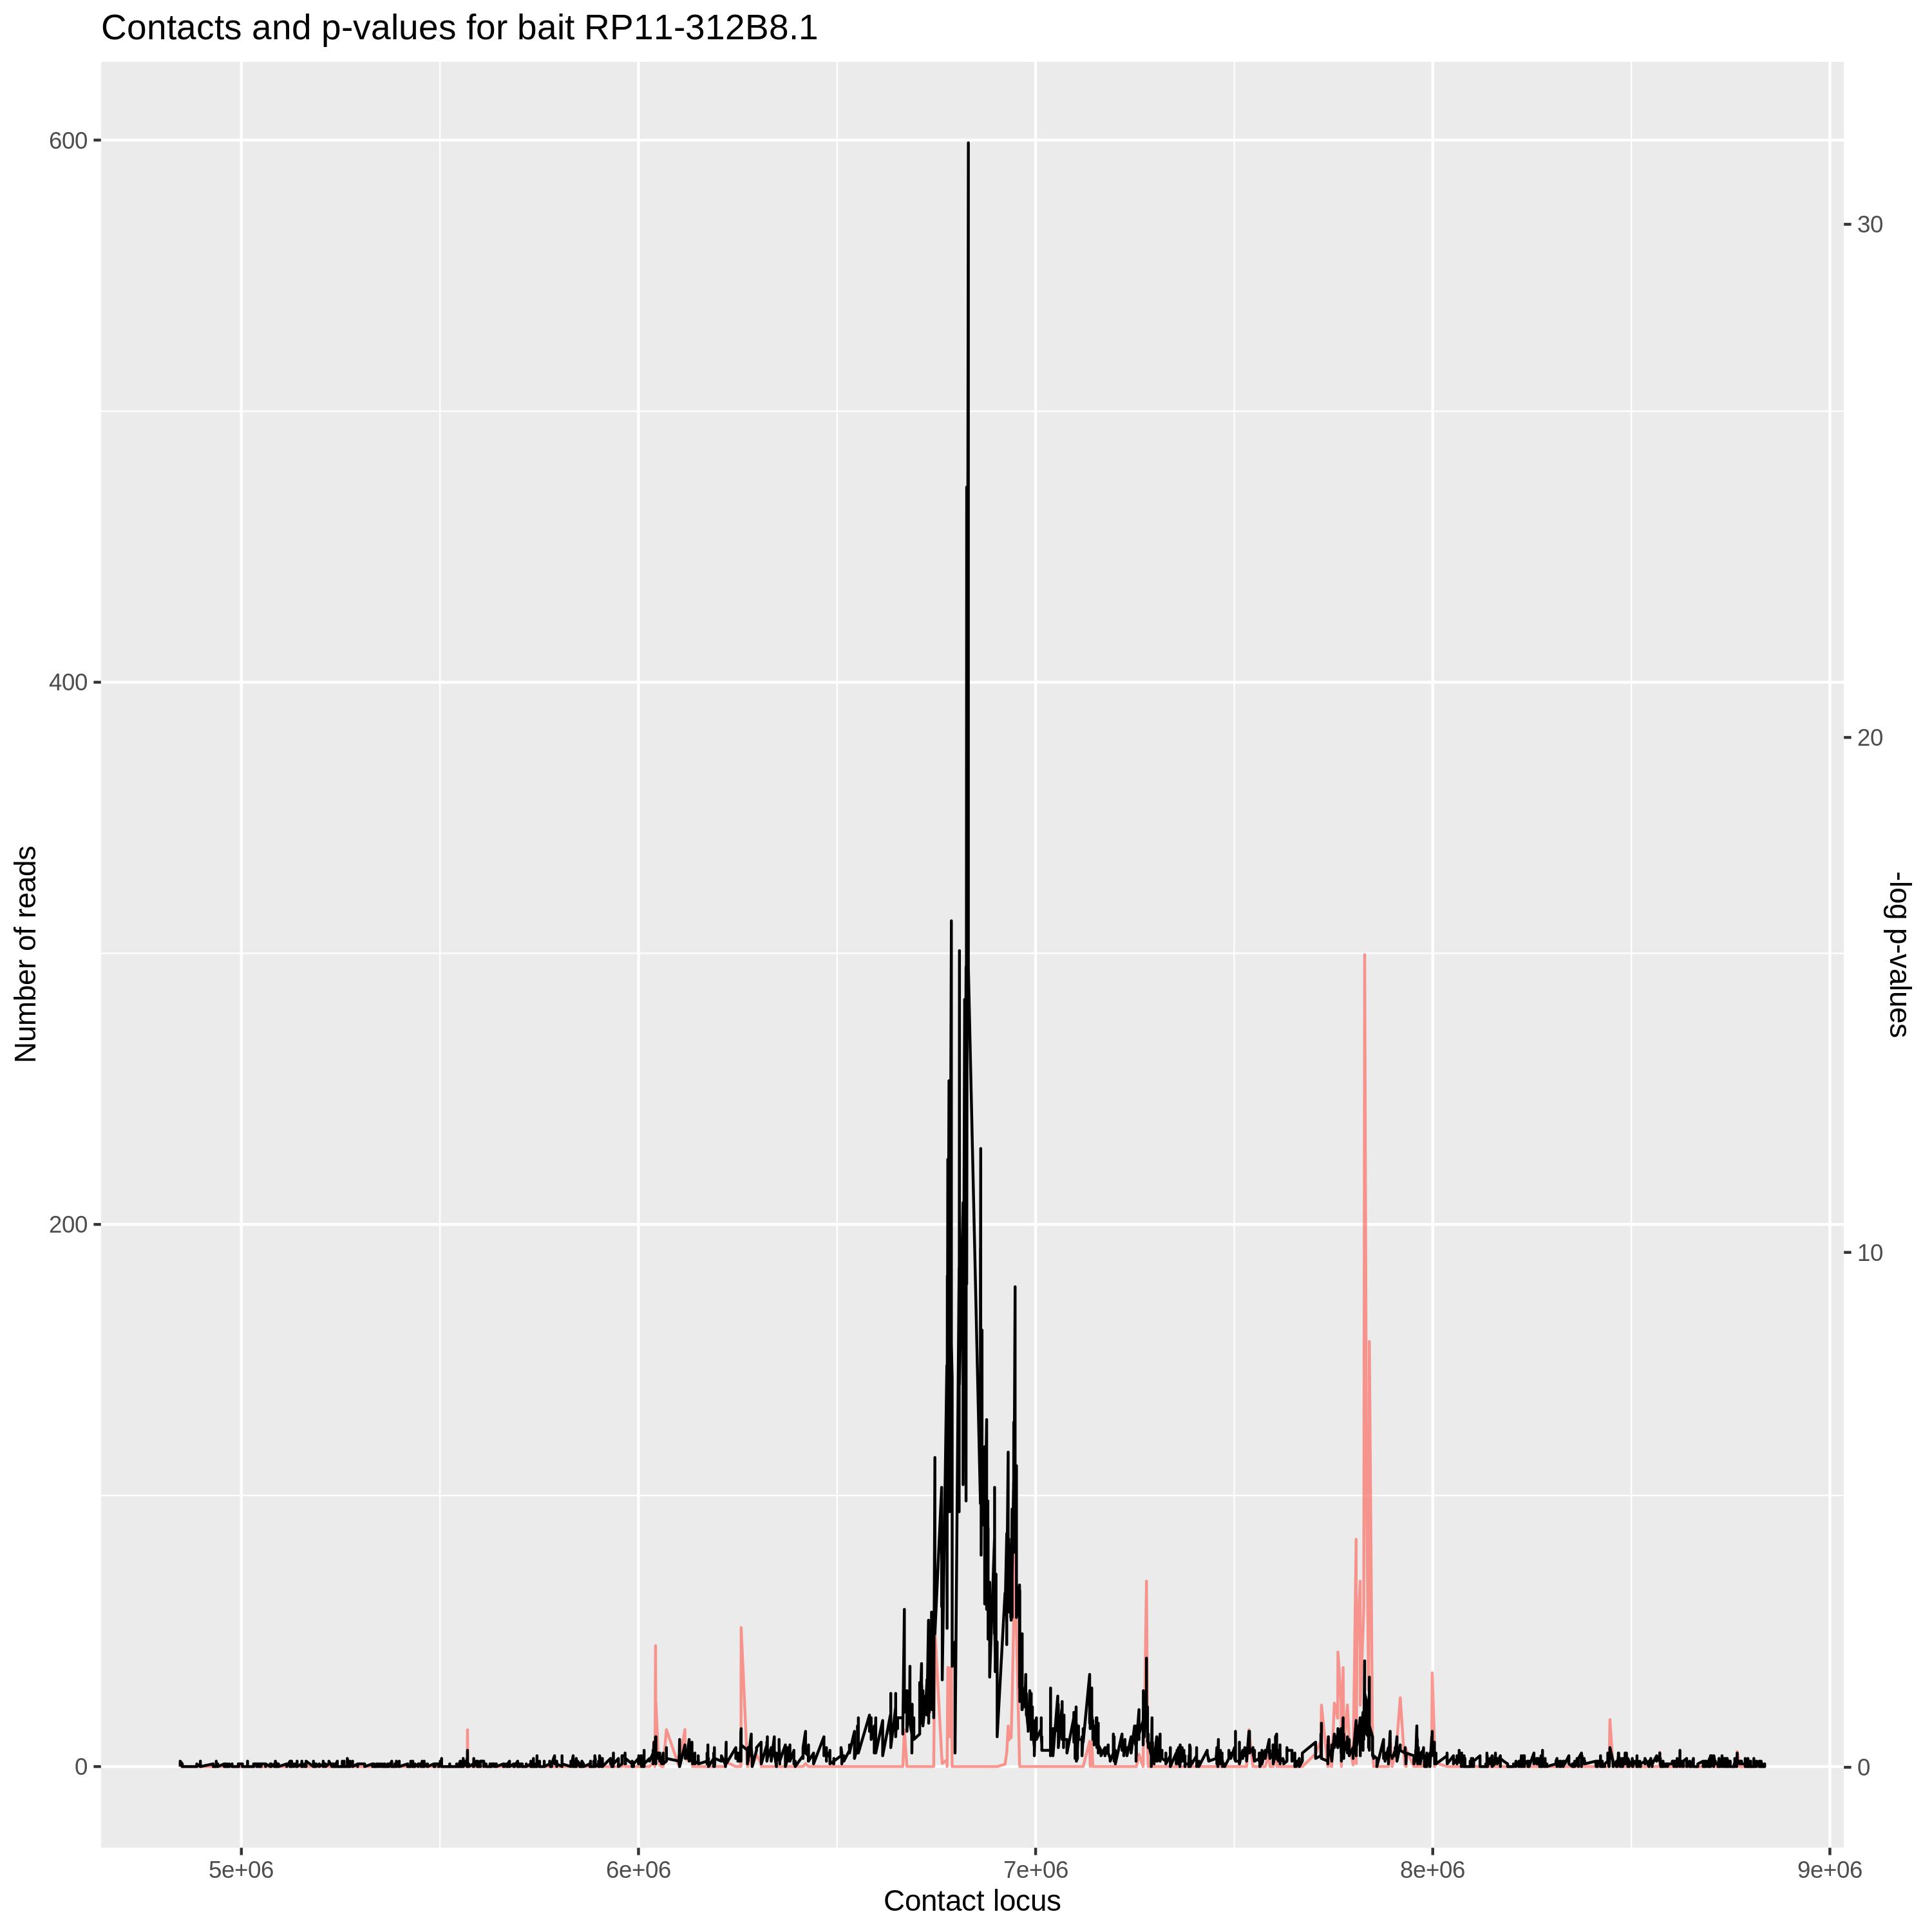 Contacts and p-values for bait RP11-312B8.1
600
400
200
0
Number of reads
30
20
10
0
-log p-values
5e+06
6e+06
7e+06
8e+06
9e+06
Contact locus